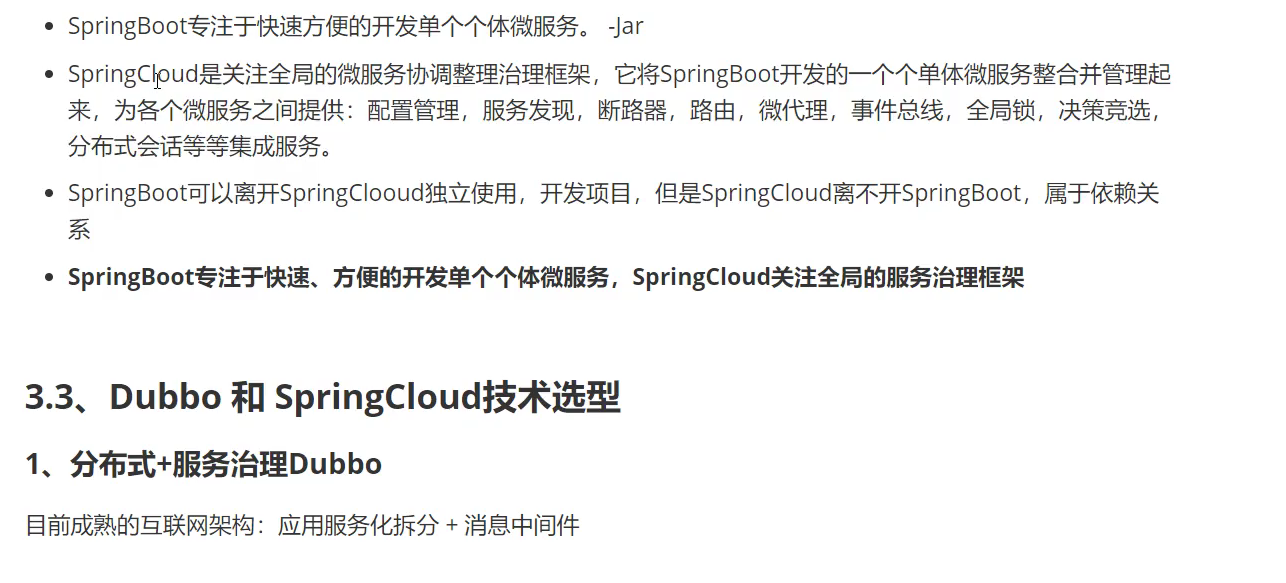 SpringBoot专注于快速方便的开发单个个体微服务。 -Jar
SpringCloud是关注全局的微服务协调整理治理框架，它将SpringBoot开发的一个个单体微服务整合并管理起
来，为各个微服务之间提供：配置管理，服务发现，断路器，路由，微代理，事件总线，全局锁，决策竞选，
分布式会话等等集成服务。
SpringBoot可以离开SpringClooud独立使用，开发项目，但是SpringCloud离不开SpringBoot，属于依赖关
系
SpringBoot专注于快速、方便的开发单个个体微服务，SpringCloud关注全局的服务治理框架
3.3、Dubbo 和 SpringCloud技术选型
1、分布式+服务治理Dubbo
目前成熟的互联网架构：应用服务化拆分 + 消息中间件